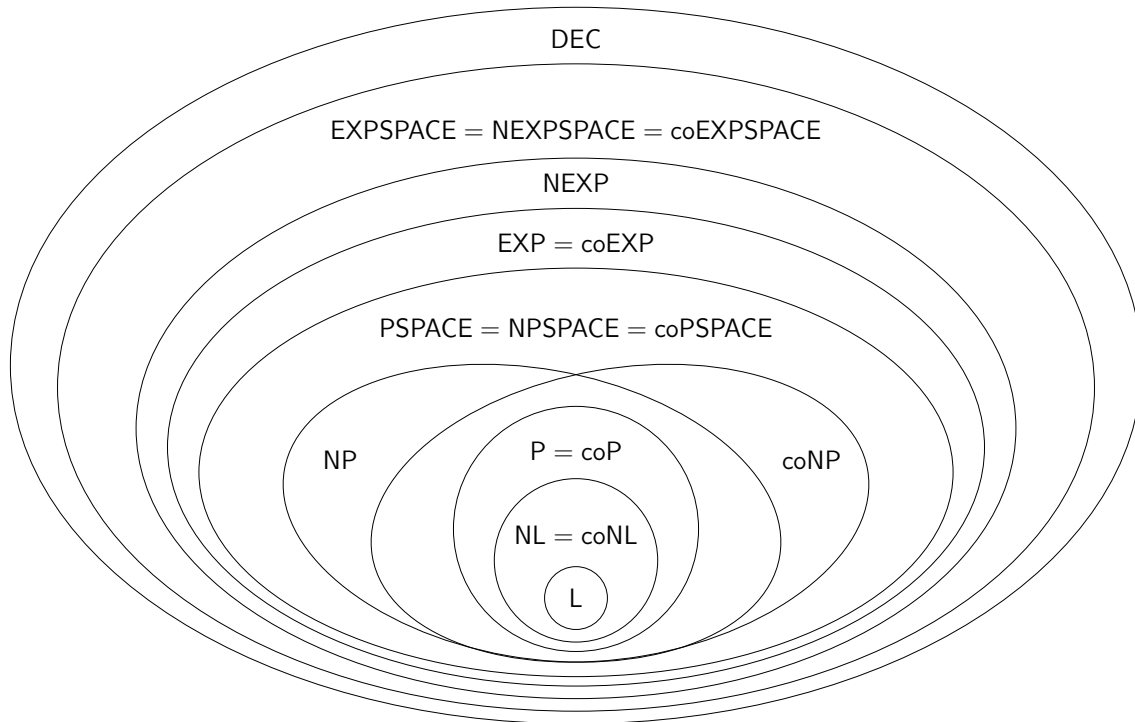 DEC
EXPSPACE = NEXPSPACE = coEXPSPACE
NEXP
EXP = coEXP
PSPACE = NPSPACE = coPSPACE
NP
P = coP
coNP
NL = coNL
L